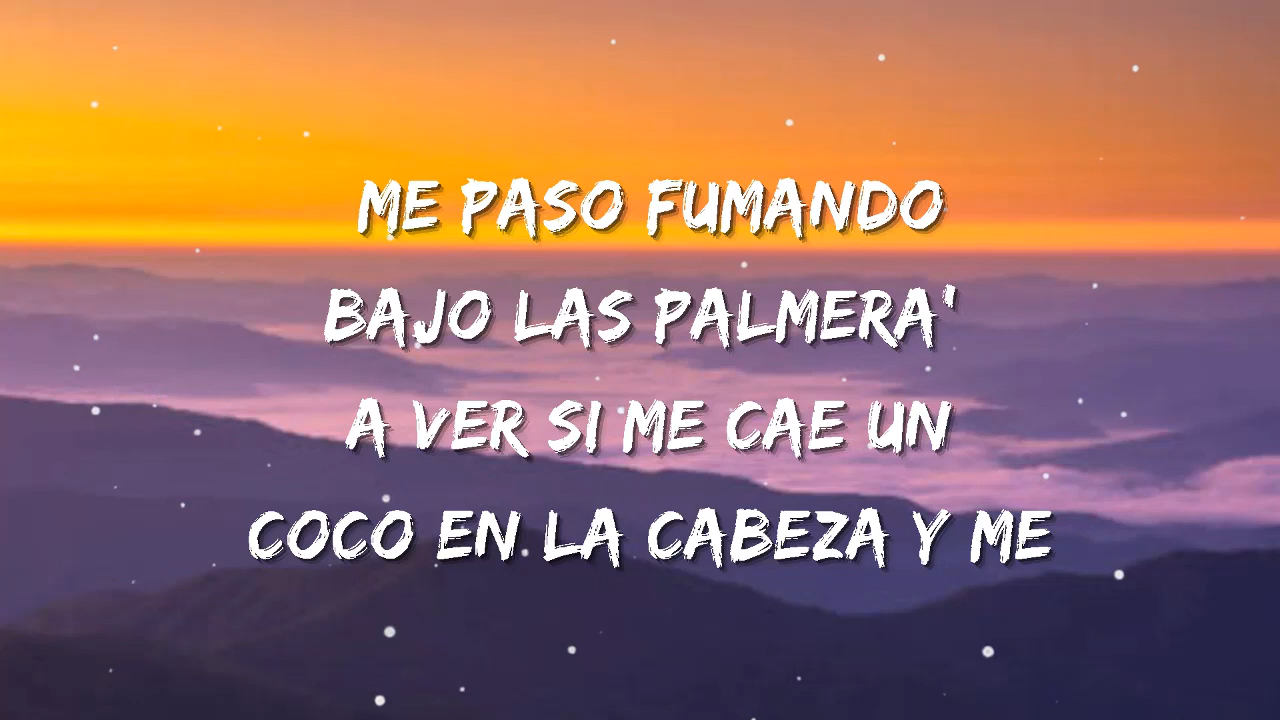 ME PASO FUMANDO
BAJO LAS PALMERA'
A VER SI ME CAE UN
COCO EN LA CABEZA Y ME